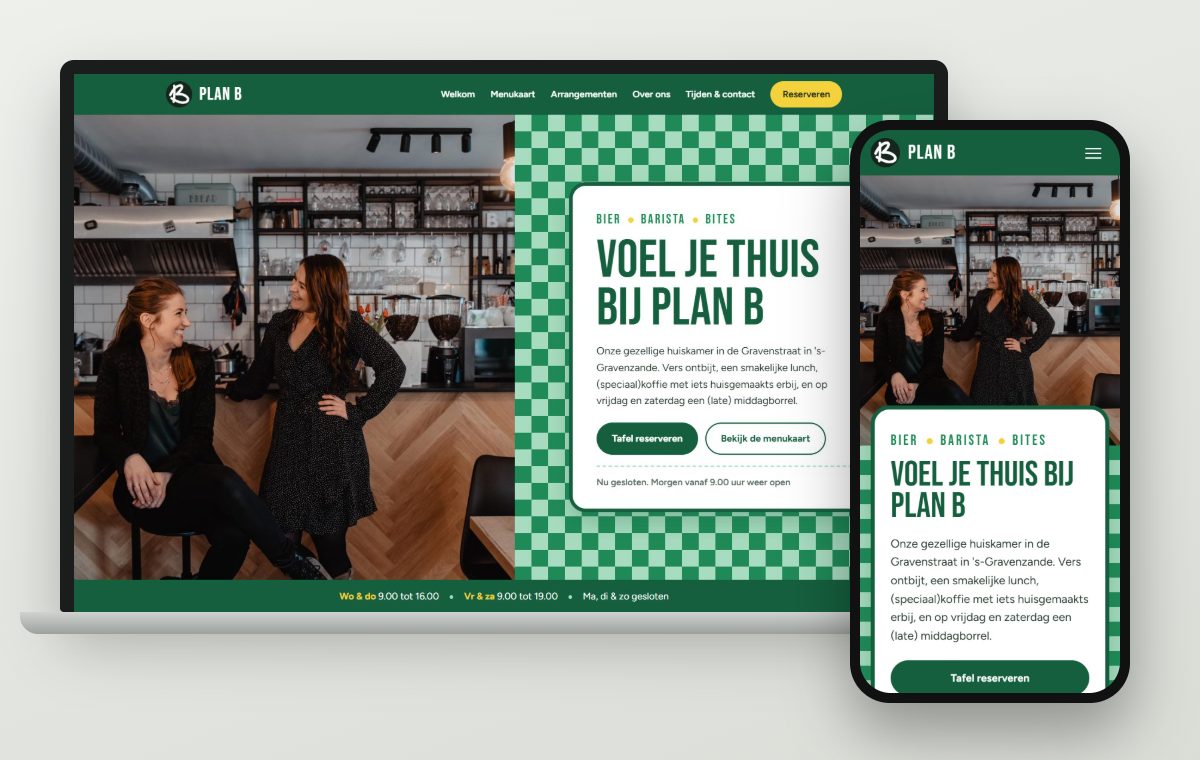 PLAN B
Welkom Menukaart Arrangementen Over ons Tijden & contact Reserveren
BREAD
BIER BARISTA BITES
VOEL JE THUIS
BIJ PLAN B
Onze gezellige huiskamer in de Gravenstraat in 's-
Gravenzande. Vers ontbijt, een smakelijke lunch,
(speciaal)koffie met iets huisgemaakts erbij, en op
vrijdag en zaterdag een (late) middagborrel.
Tafel reserveren Bekijk de menukaart
Nu gesloten. Morgen vanaf 9.00 uur weer open
Wo & do 9.00 tot 16.00 • Vr & za 9.00 tot 19.00 • Ma, di & zo gesloten
PLAN B
BIER BARISTA BITES
VOEL JE THUIS BIJ
PLAN B
Onze gezellige huiskamer in de
Gravenstraat in 's-Gravenzande. Vers
ontbijt, een smakelijke lunch,
(speciaal)koffie met iets huisgemaakts
erbij, en op vrijdag en zaterdag een
(late) middagborrel.
Tafel reserveren